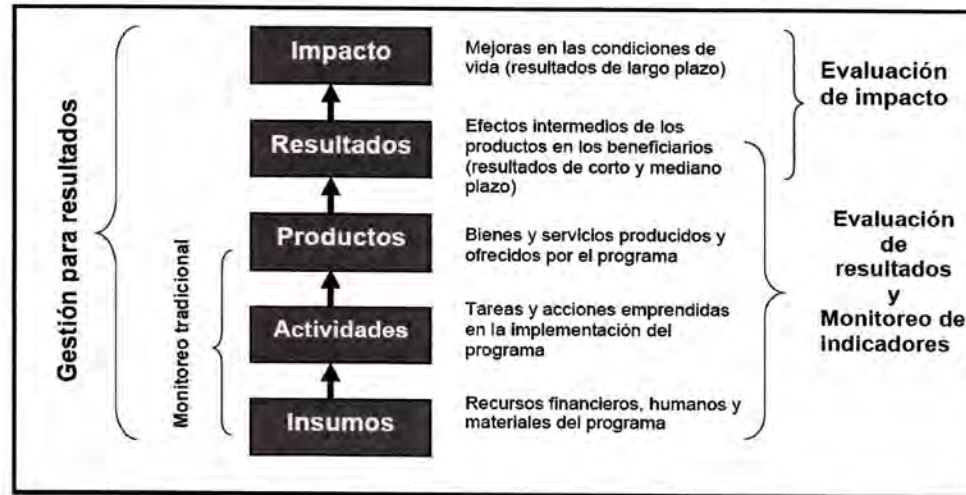 Gestión para resultados
Monitoreo tradicional
Impacto
Mejoras en las condiciones de
vida (resultados de largo plazo)
Resultados
Efectos intermedios de los
productos en los beneficiarios
(resultados de corto y mediano
plazo)
Productos
Bienes y servicios producidos y
ofrecidos por el programa
Actividades
Tareas y acciones emprendidas
en la implementación del
programa
Insumos
Recursos financieros, humanos y
materiales del programa
Evaluación
de impacto
Evaluación
de
resultados
y
Monitoreo de
indicadores